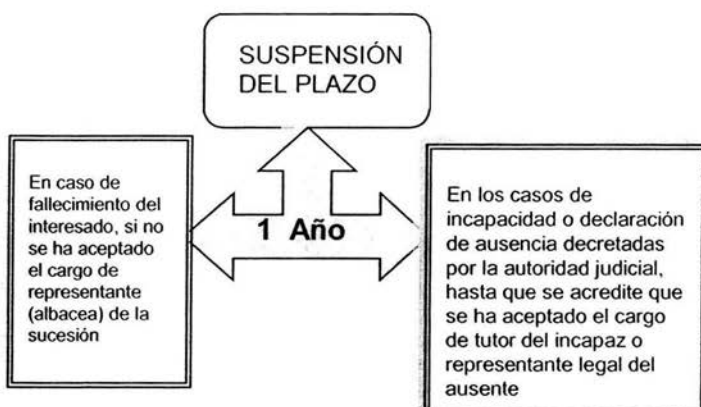 SUSPENSIÓN
DEL PLAZO
En caso de
fallecimiento del
interesado, si no
se ha aceptado
el cargo de
representante
(albacea) de la
sucesión
1 Año
En los casos de
incapacidad o declaración
de ausencia decretadas
por la autoridad judicial,
hasta que se acredite que
se ha aceptado el cargo
de tutor del incapaz o
representante legal del
ausente